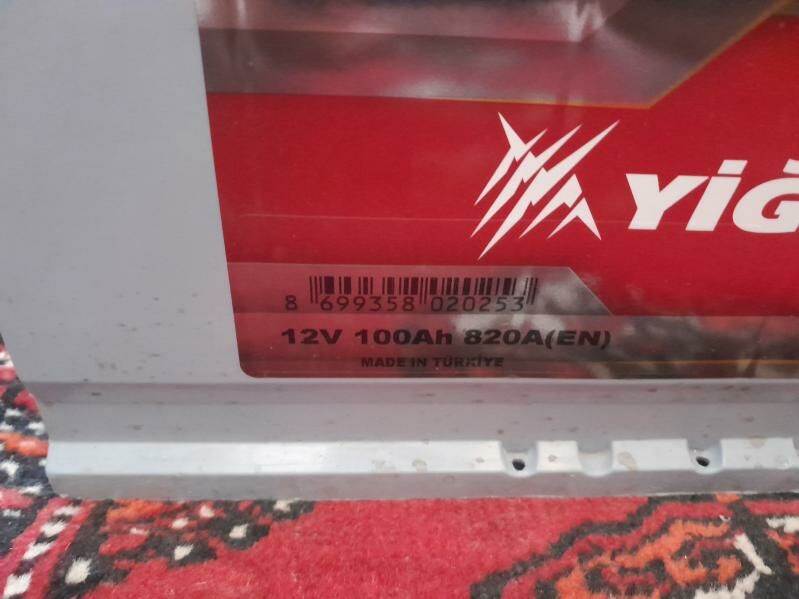 YİĞ
8 699358 020253
12V 100Ah 820A(EN)
MADE IN TÜRKİYE